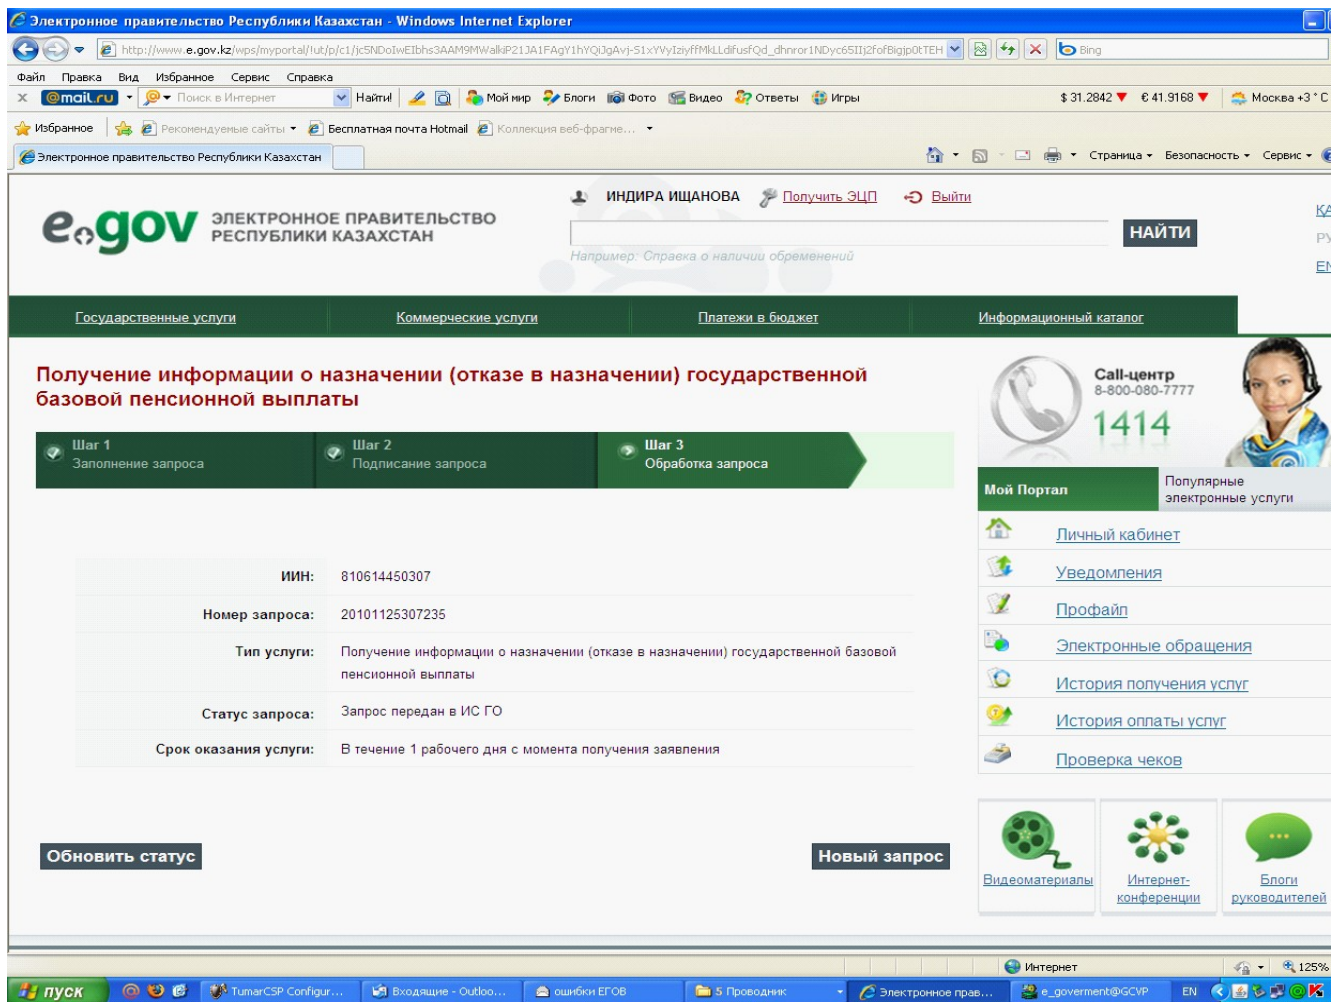 Электронное правительство Республики Казахстан - Windows Internet Explorer
Bing
Файл Правка Вид Избранное Сервис Справка
@mail.ru Поиск в Интернет Найти! Мой мир Блоги Фото Видео Ответы Игры $ 31.2842 € 41.9168 Москва +3 °C
Избранное Рекомендуемые сайты Бесплатная почта Hotmail Коллекция веб-фрагме...
Электронное правительство Республики Казахстан Страница Безопасность Сервис
ИНДИРА ИЩАНОВА Получить ЭЦП Выйти
e.gov ЭЛЕКТРОННОЕ ПРАВИТЕЛЬСТВО
РЕСПУБЛИКИ КАЗАХСТАН
НАЙТИ
Например: Справка о наличии обременений
Государственные услуги Коммерческие услуги Платежи в бюджет Информационный каталог
Получение информации о назначении (отказе в назначении) государственной
базовой пенсионной выплаты
Шаг 1
Заполнение запроса
Шаг 2
Подписание запроса
Шаг 3
Обработка запроса
ИИН: 810614450307
Номер запроса: 20101125307235
Тип услуги: Получение информации о назначении (отказе в назначении) государственной базовой
пенсионной выплаты
Статус запроса: Запрос передан в ИС ГО
Срок оказания услуги: В течение 1 рабочего дня с момента получения заявления
Обновить статус Новый запрос
Call-центр
8-800-080-7777
1414
Мой Портал
Популярные
электронные услуги
Личный кабинет
Уведомления
Профайл
Электронные обращения
История получения услуг
История оплаты услуг
Проверка чеков
Видеоматериалы
Интернет-
конференции
Блоги
руководителей
Интернет 125%
пуск TumarCSP Configur... Входящие - Outloo... ошибки ЕГОВ 5 Проводник Электронное прав... e_goverment@GCVP EN